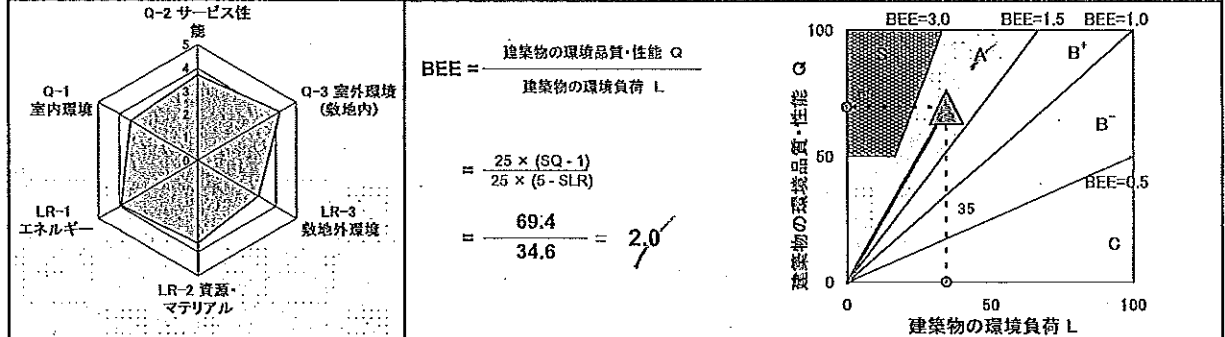 Q-2 サービス性
能
5
4
3
2
1
0
Q-1
室内環境
Q-3 室外環境
(敷地内)
LR-1
エネルギー
LR-3
敷地外環境
LR-2 資源・
マテリアル
BEE = 建築物の環境品質・性能 Q
建築物の環境負荷 L
= 25 × (SQ - 1)
25 × (5 - SLR)
= 69.4
34.6
= 2.0
建築物の環境品質・性能 Q
100
50
0
BEE=3.0 BEE=1.5 BEE=1.0
S
A
B+
B-
BEE=0.5
35
C
0 50 100
建築物の環境負荷 L